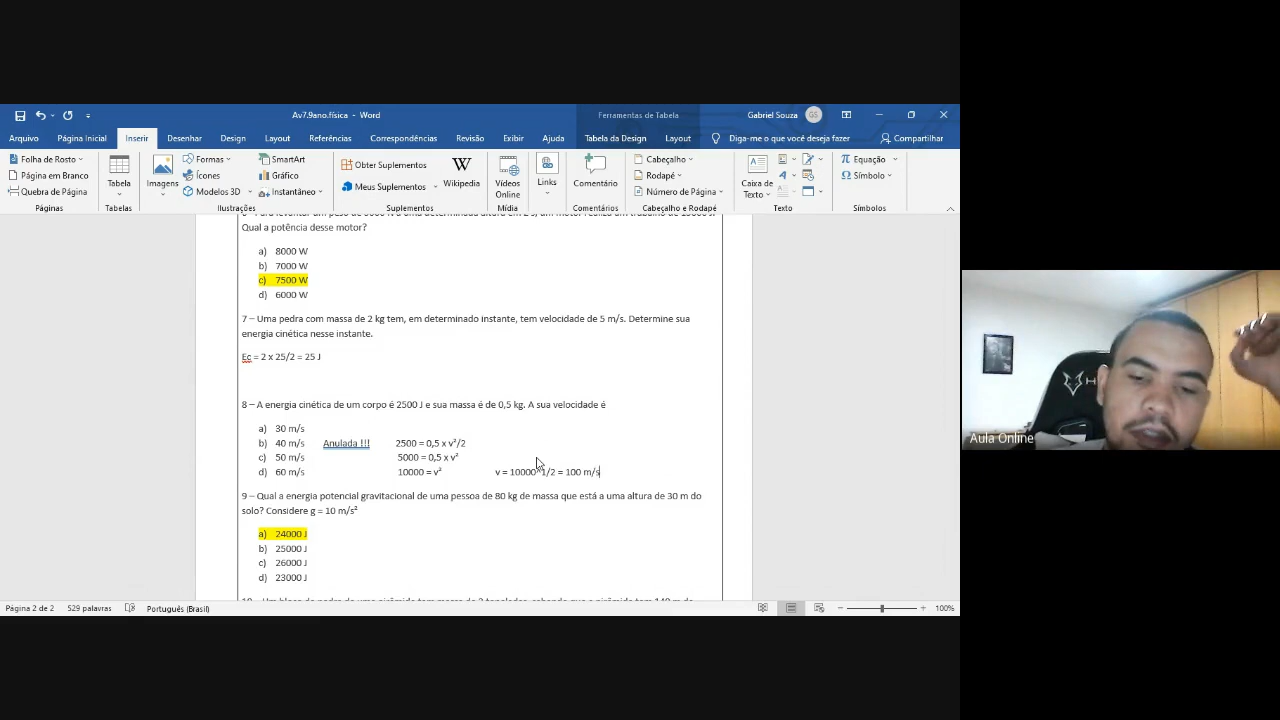 Av7.9ano.física - Word
Ferramentas de Tabela
Gabriel Souza
GS
Arquivo
Página Inicial
Inserir
Desenhar
Design
Layout
Referências
Correspondências
Revisão
Exibir
Ajuda
Tabela da Design
Layout
Diga-me o que você deseja fazer
Compartilhar
Folha de Rosto
Página em Branco
Quebra de Página
Páginas
Tabela
Tabelas
Imagens
Formas
Ícones
Modelos 3D
SmartArt
Gráfico
Instantâneo
Obter Suplementos
Meus Suplementos
Suplementos
Wikipedia
Vídeos Online
Mídia
Links
Comentário
Comentários
Cabeçalho
Rodapé
Número de Página
Cabeçalho e Rodapé
Caixa de Texto
Texto
Equação
Símbolo
Símbolos
Qual a potência desse motor?
a) 8000 W
b) 7000 W
c) 7500 W
d) 6000 W
7 – Uma pedra com massa de 2 kg tem, em determinado instante, tem velocidade de 5 m/s. Determine sua
energia cinética nesse instante.
Ec = 2 x 25/2 = 25 J
8 – A energia cinética de um corpo é 2500 J e sua massa é de 0,5 kg. A sua velocidade é
a) 30 m/s
b) 40 m/s Anulada !!! 2500 = 0,5 x v²/2
c) 50 m/s 5000 = 0,5 x v²
d) 60 m/s 10000 = v² v = 10000^1/2 = 100 m/s
9 – Qual a energia potencial gravitacional de uma pessoa de 80 kg de massa que está a uma altura de 30 m do
solo? Considere g = 10 m/s²
a) 24000 J
b) 25000 J
c) 26000 J
d) 23000 J
Página 2 de 2
529 palavras
Português (Brasil)
100%
Aula Online